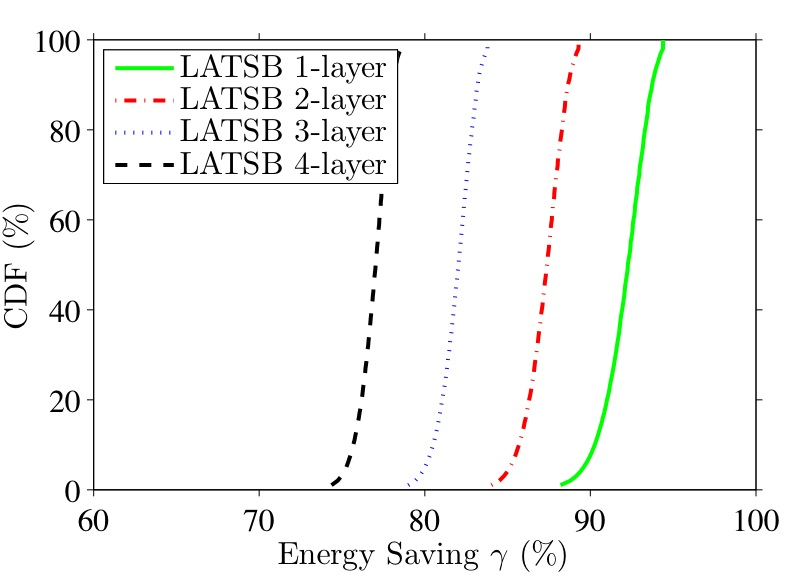 100
80
60
40
20
0
CDF (%)
LATSB 1-layer
LATSB 2-layer
LATSB 3-layer
LATSB 4-layer
60 70 80 90 100
Energy Saving γ (%)